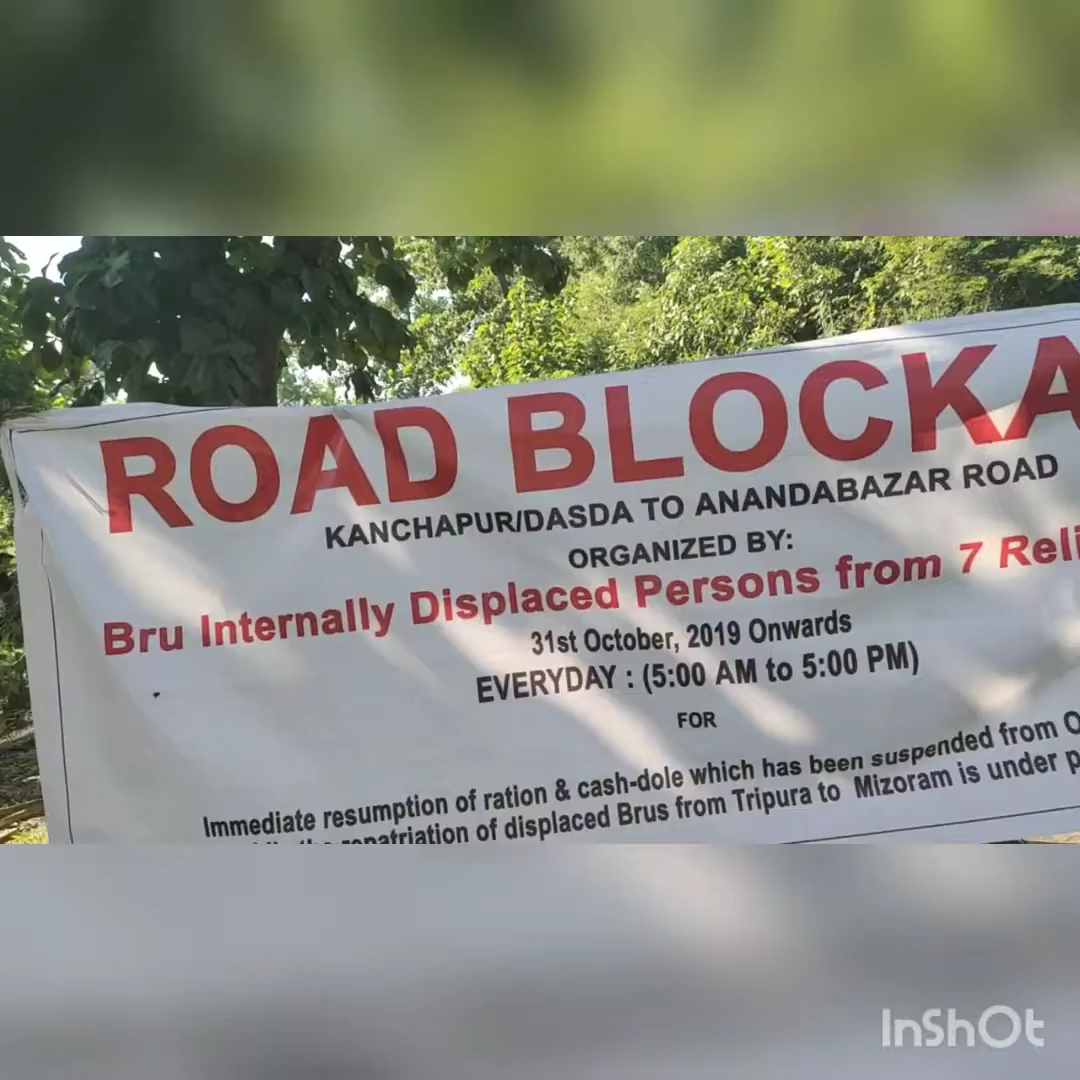 ROAD BLOCKA
KANCHAPUR/DASDA TO ANANDABAZAR ROAD
ORGANIZED BY:
Bru Internally Displaced Persons from 7 Reli
31st October, 2019 Onwards
EVERYDAY : (5:00 AM to 5:00 PM)
FOR
Immediate resumption of ration & cash-dole which has been suspended from O
of displaced Brus from Tripura to Mizoram is under p
InShOt